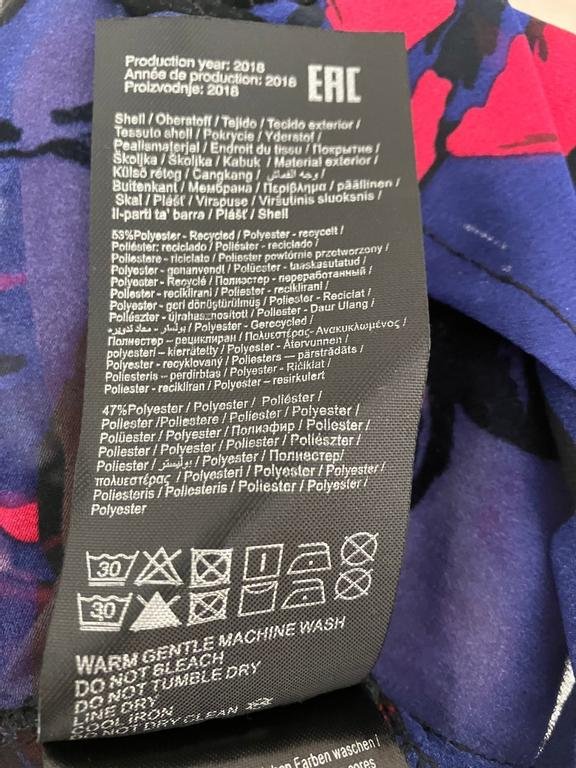 Production year: 2018
Année de production: 2018
Proizvodnje: 2018
EAC
Shell / Oberstoff / Tejido / Tecido exterior /
Tessuto shell / Pokrycie / Yderstof /
Pealismaterjal / Endroit du tissu / Покрытие /
Školjka / Školjka / Kabuk / Material exterior /
Külső réteg / Cangkang / وجه القماش /
Buitenkant / Мембрана / Περίβλημα / päällinen /
Skal / Plášť / Virspuse / Viršutinis sluoksnis /
Il-parti ta' barra / Plášť / Shell
53%Polyester - Recycled / Polyester - recycelt /
Poliéster: reciclado / Poliéster - reciclado /
Poliestere - riciclato / Poliester powtórnie przetworzony /
Polyester - genanvendt / Polüester - taaskasutatud /
Polyester - Recyclé / Полиэстер - переработанный /
Poliester - reciklirani / Poliester - reciklirani /
Polyester - geri dönüştürülmüş / Poliester - Reciclat /
Poliészter - újrahasznosított / Poliester - Daur Ulang /
/ Polyester - Gerecycled /
Полиестер - рециклиран / Πολυεστέρας- Ανακυκλωμένος /
polyesteri – kierrätetty / Polyester - Återvunnen /
Polyester - recyklovaný / Poliesters — pārstrādāts /
Poliesteris – perdirbtas / Polyester - Riċiklat /
Polyester - recikliran / Polyester - resirkulert
47%Polyester / Polyester / Poliéster /
Poliéster /Poliestere / Poliester / Polyester /
Polüester / Polyester / Полиэфир / Poliester /
Poliester / Polyester / Poliester / Poliészter /
Poliester / بوليستر / Polyester / Полиестер/
πολυεστέρας / Polyesteri / Polyester / Polyester /
Poliesteris / Poliesteris / Poliester / Polyester /
Polyester
30
30
WARM GENTLE MACHINE WASH
DO NOT BLEACH
DO NOT TUMBLE DRY
LINE DRY
COOL IRON
DO NOT DRY CLEAN
Farben waschen /